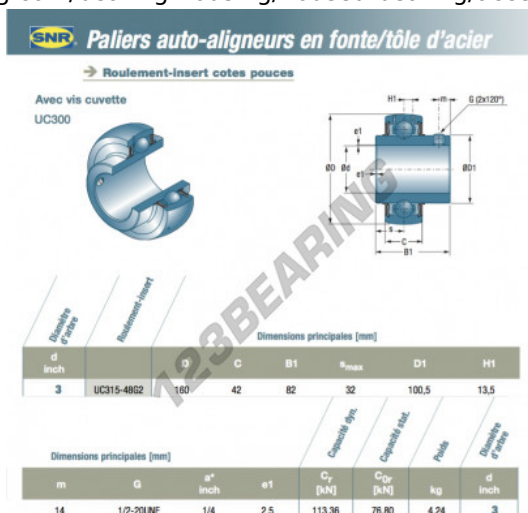 SNR Paliers auto-aligneurs en fonte/tôle d'acier
Roulement-insert cotes pouces
Avec vis cuvette
UC300
H1 m G (2x120°)
e1
ØD Ød ØD1
e1
s
C
B1
123BEARING
Diamètre d'arbre Roulement-insert Dimensions principales [mm]
d inch D C B1 smax D1 H1
3 UC315-48G2 160 42 82 32 100,5 13,5
Dimensions principales [mm] Capacité dyn. Capacité stat. Poids Diamètre d'arbre
m G a* inch e1 Cr [kN] C0r [kN] kg d inch
14 1/2-20UNF 1/4 2,5 113,36 76,80 4,24 3